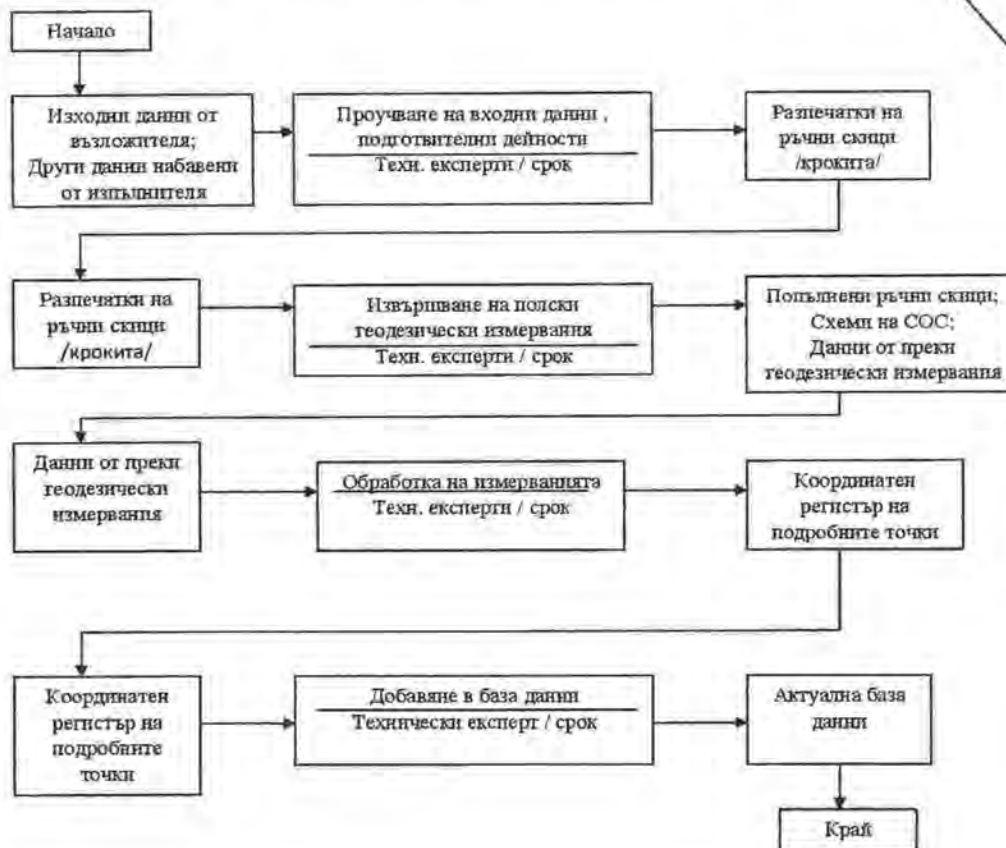 Начало
Изходни данни от
възложителя;
Други данни набавени
от изпълнителя
Проучване на входни данни ,
подготвителни дейности
Техн. експерти / срок
Разпечатки на
ръчни скици
/крокита/
Разпечатки на
ръчни скици
/крокита/
Извършване на полски
геодезически измервания
Техн. експерти / срок
Попълнени ръчни скици;
Схеми на СОС;
Данни от преки
геодезически измервания
Данни от преки
геодезически
измервания
Обработка на измерванията
Техн. експерти / срок
Координатен
регистър на
подробните точки
Координатен
регистър на
подробните
точки
Добавяне в база данни
Технически експерт / срок
Актуална база
данни
Край